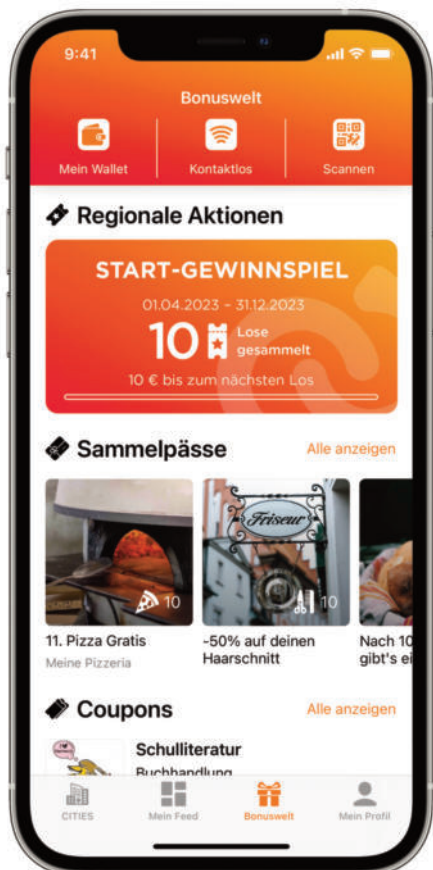 9:41
Bonuswelt
Mein Wallet
Kontaktlos
Scannen
Regionale Aktionen
START-GEWINNSPIEL
01.04.2023 – 31.12.2023
10 Lose
gesammelt
10 € bis zum nächsten Los
Sammelpässe
Alle anzeigen
Friseur
10
10
11. Pizza Gratis
Meine Pizzeria
-50% auf deinen
Haarschnitt
Nach 10
gibt's ei
Coupons
Alle anzeigen
Schulliteratur
Buchhandlung
CITIES
Mein Feed
Bonuswelt
Mein Profil